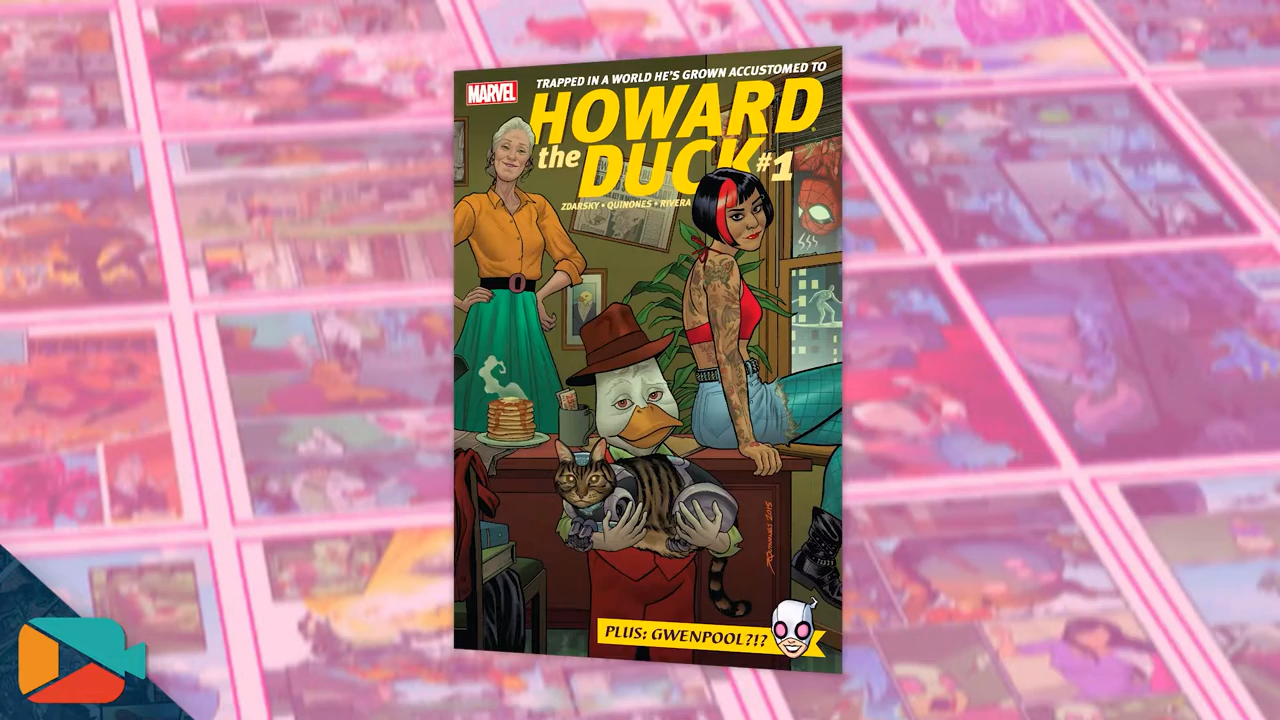 TRAPPED IN A WORLD HE'S GROWN ACCUSTOMED TO
MARVEL
HOWARD
the DUCK #1
ZDARSKY • QUINONES • RIVERA
PLUS: GWENPOOL?!?